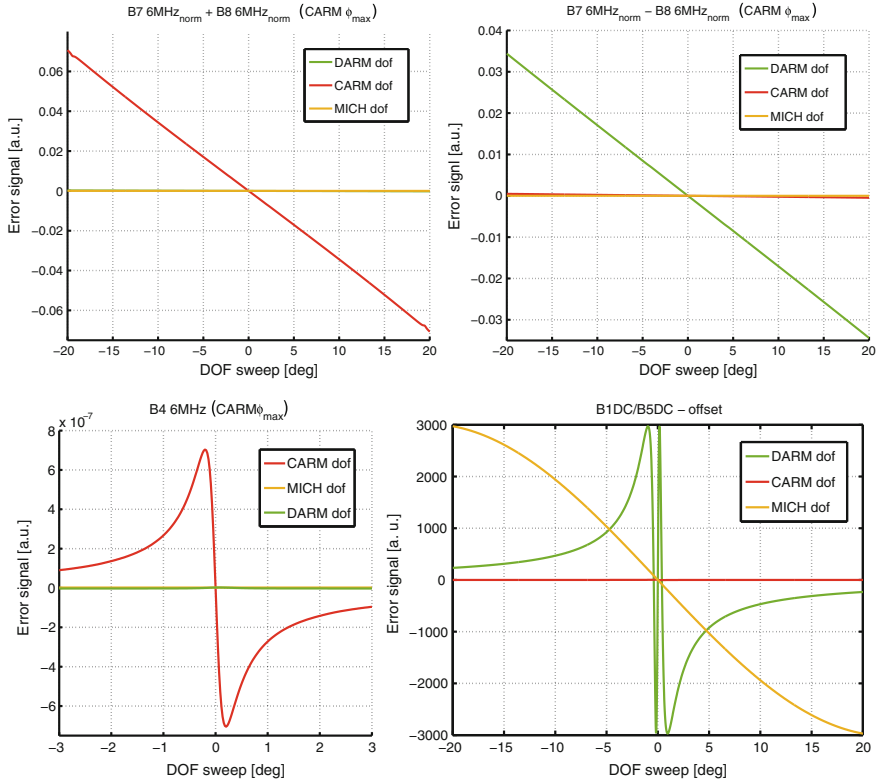 B7 6MHz_norm + B8 6MHz_norm (CARM ϕ_max)
Error signal [a.u.]
0.06
0.04
0.02
0
−0.02
−0.04
−0.06
DARM dof
CARM dof
MICH dof
−20 −15 −10 −5 0 5 10 15 20
DOF sweep [deg]
B7 6MHz_norm − B8 6MHz_norm (CARM ϕ_max)
Error signl [a.u.]
0.04
0.03
0.02
0.01
0
−0.01
−0.02
−0.03
DARM dof
CARM dof
MICH dof
−20 −15 −10 −5 0 5 10 15 20
DOF sweep [deg]
B4 6MHz (CARMϕ_max)
x 10⁻⁷
Error signal [a.u.]
8
6
4
2
0
−2
−4
−6
CARM dof
MICH dof
DARM dof
−3 −2 −1 0 1 2 3
DOF sweep [deg]
B1DC/B5DC − offset
Error signal [a. u.]
3000
2000
1000
0
−1000
−2000
−3000
DARM dof
CARM dof
MICH dof
−20 −15 −10 −5 0 5 10 15 20
DOF sweep [deg]